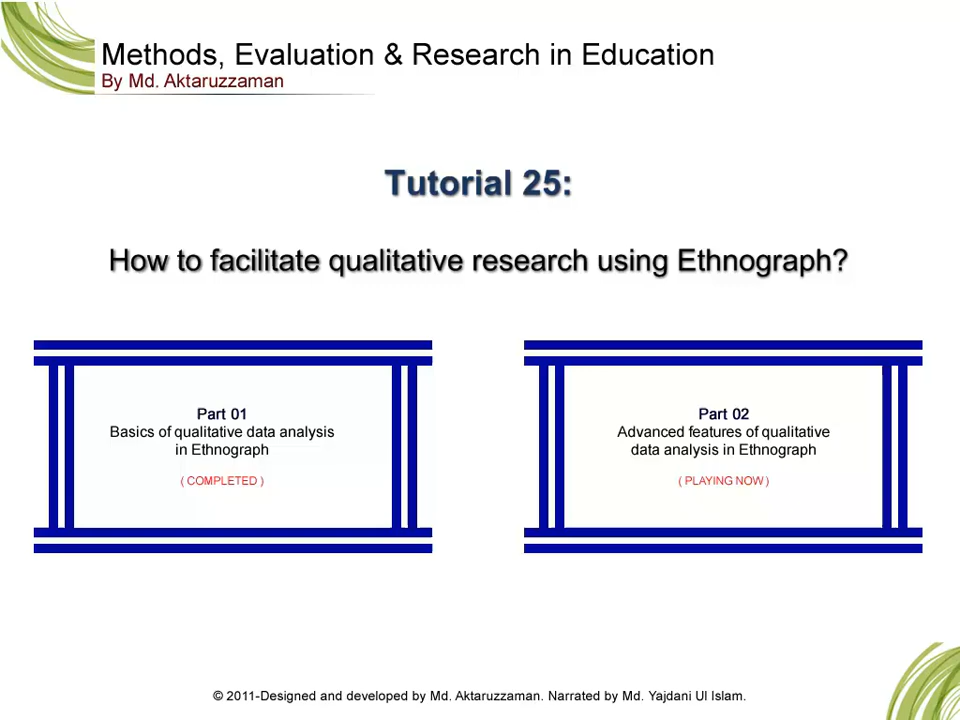 Methods, Evaluation & Research in Education
By Md. Aktaruzzaman
Tutorial 25:
How to facilitate qualitative research using Ethnograph?
Part 01
Basics of qualitative data analysis
in Ethnograph
( COMPLETED )
Part 02
Advanced features of qualitative
data analysis in Ethnograph
( PLAYING NOW )
© 2011-Designed and developed by Md. Aktaruzzaman. Narrated by Md. Yajdani Ul Islam.